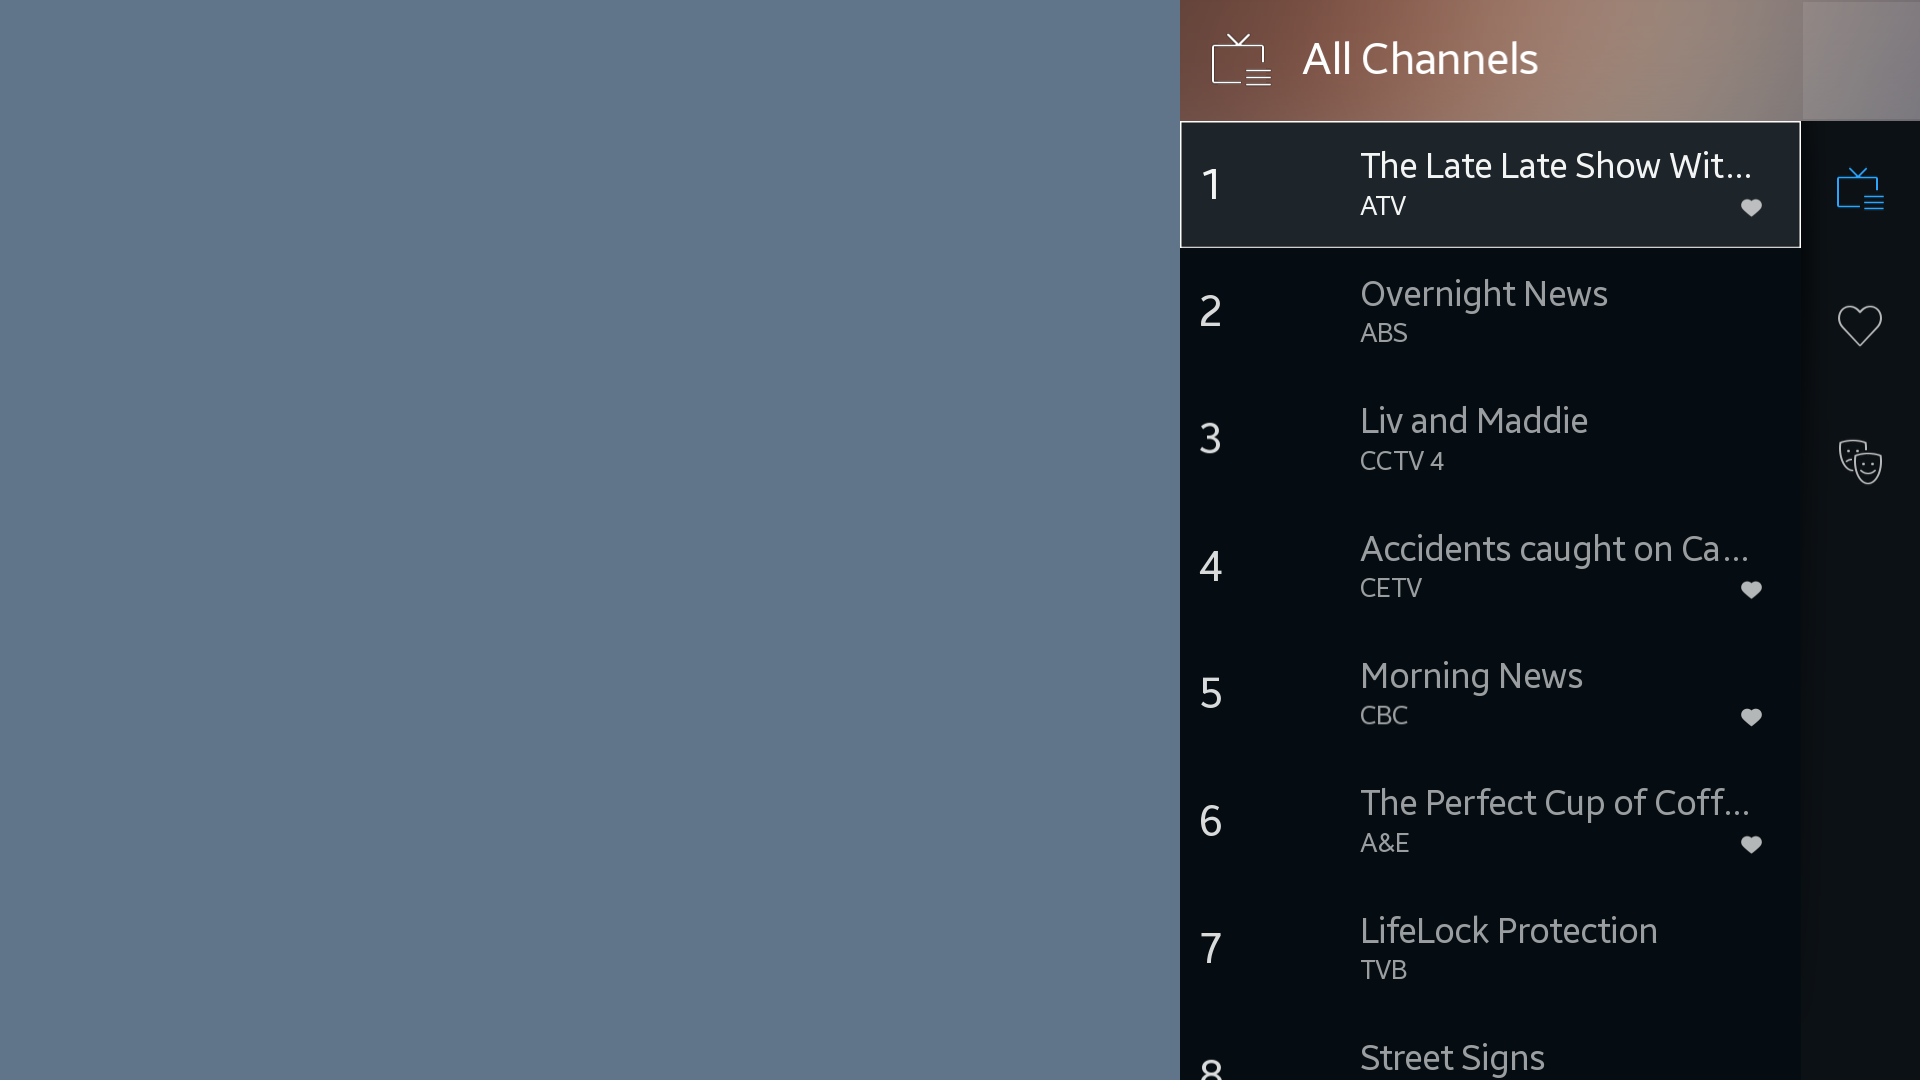 All Channels
1
The Late Late Show Wit...
ATV
2
Overnight News
ABS
3
Liv and Maddie
CCTV 4
4
Accidents caught on Ca...
CETV
5
Morning News
CBC
6
The Perfect Cup of Coff...
A&E
7
LifeLock Protection
TVB
8
Street Signs